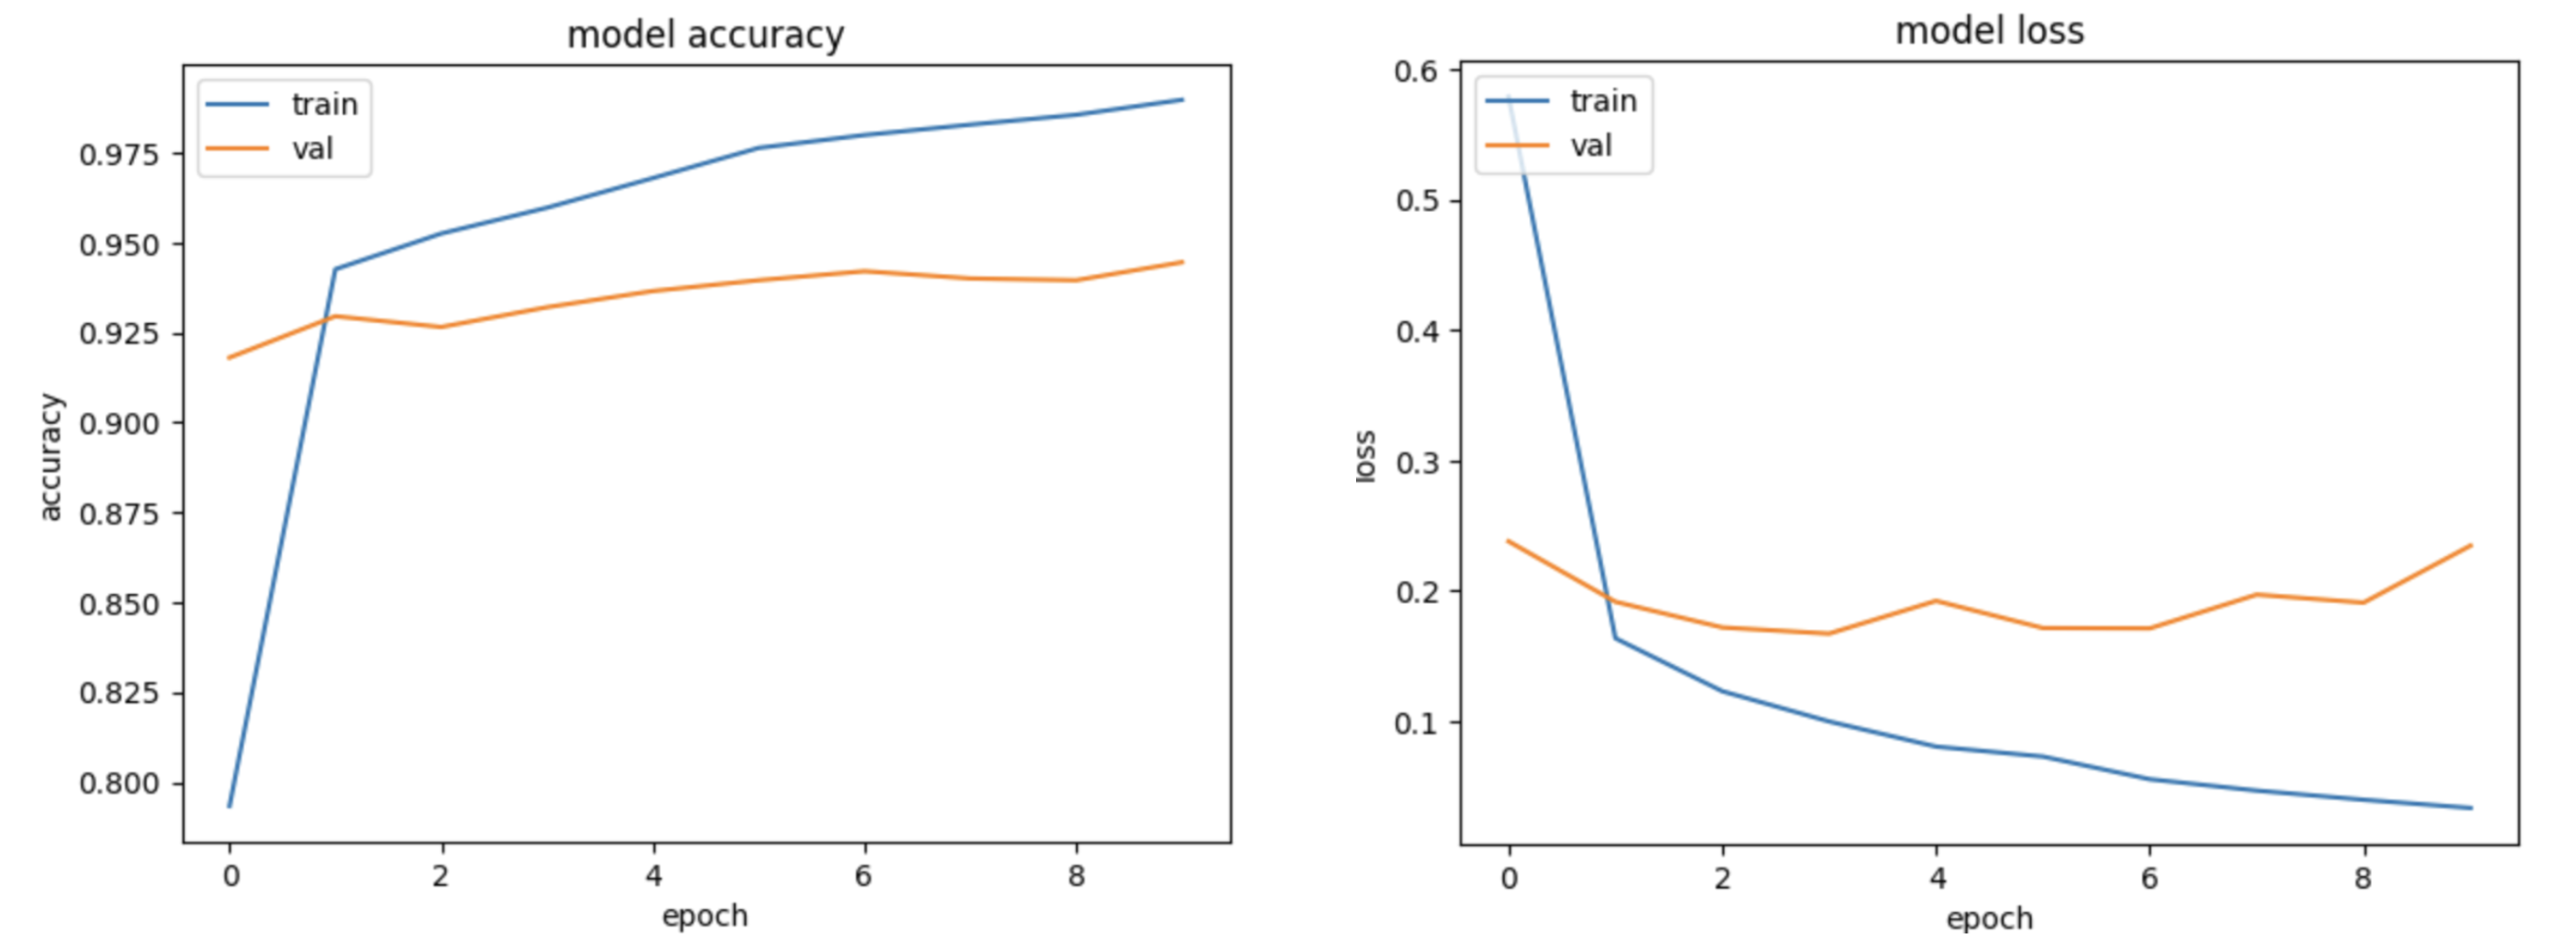 model accuracy
train
val
0.975
0.950
0.925
0.900
0.875
0.850
0.825
0.800
accuracy
0 2 4 6 8
epoch
model loss
train
val
0.6
0.5
0.4
0.3
0.2
0.1
loss
0 2 4 6 8
epoch